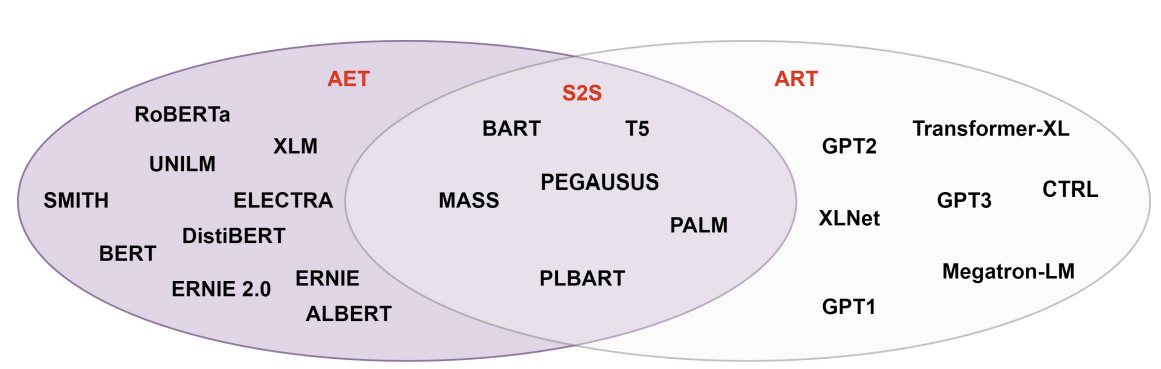 AET
RoBERTa
XLM
UNILM
SMITH
ELECTRA
DistiBERT
BERT
ERNIE
ERNIE 2.0
ALBERT
S2S
BART
T5
PEGAUSUS
MASS
PALM
PLBART
ART
Transformer-XL
GPT2
CTRL
GPT3
XLNet
Megatron-LM
GPT1